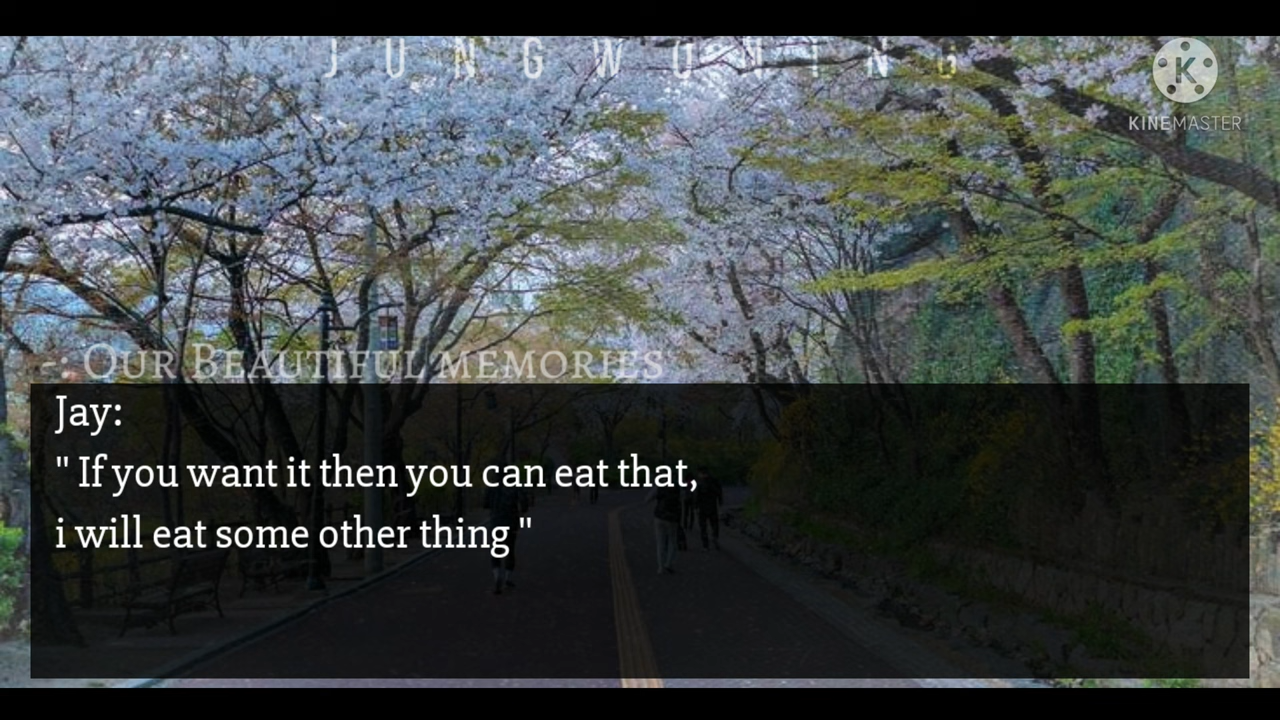 JUNGWOUING
KINEMASTER
-: OUR BEAUTIFUL MEMORIES
Jay:
" If you want it then you can eat that,
i will eat some other thing "